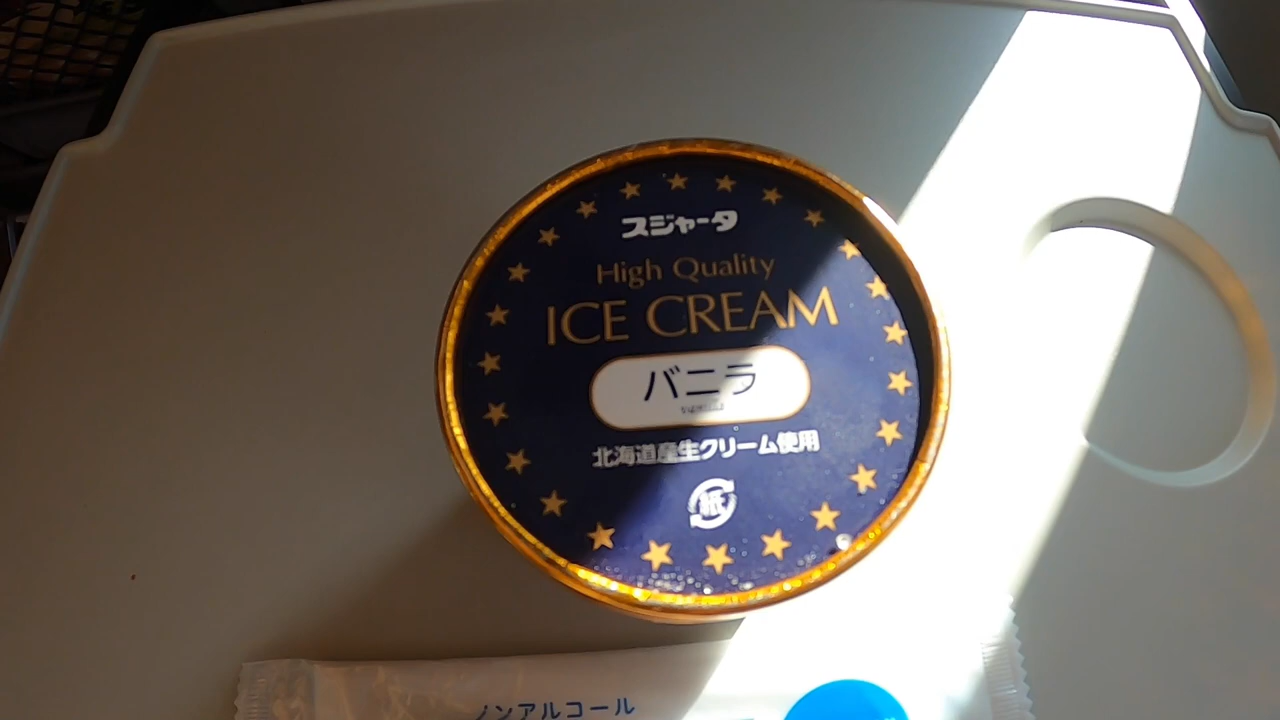 スジャータ
High Quality
ICE CREAM
バニラ
北海道産生クリーム使用
紙
ノンアルコール